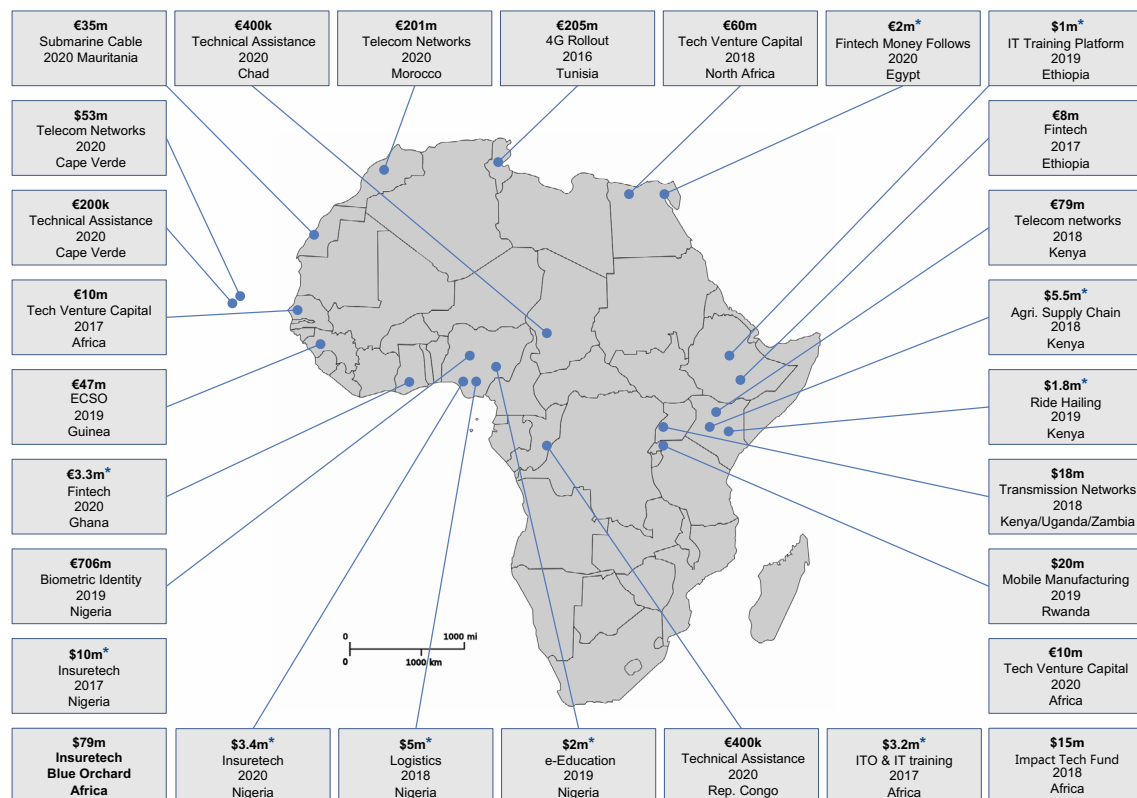 €35m
Submarine Cable
2020 Mauritania
€400k
Technical Assistance
2020
Chad
€201m
Telecom Networks
2020
Morocco
€205m
4G Rollout
2016
Tunisia
€60m
Tech Venture Capital
2018
North Africa
€2m*
Fintech Money Follows
2020
Egypt
$1m*
IT Training Platform
2019
Ethiopia
$53m
Telecom Networks
2020
Cape Verde
€8m
Fintech
2017
Ethiopia
€200k
Technical Assistance
2020
Cape Verde
€79m
Telecom networks
2018
Kenya
€10m
Tech Venture Capital
2017
Africa
$5.5m*
Agri. Supply Chain
2018
Kenya
€47m
ECSO
2019
Guinea
$1.8m*
Ride Hailing
2019
Kenya
€3.3m*
Fintech
2020
Ghana
$18m
Transmission Networks
2018
Kenya/Uganda/Zambia
€706m
Biometric Identity
2019
Nigeria
$20m
Mobile Manufacturing
2019
Rwanda
$10m*
Insuretech
2017
Nigeria
0 1000 mi
0 1000 km
€10m
Tech Venture Capital
2020
Africa
$79m
Insuretech
Blue Orchard
Africa
$3.4m*
Insuretech
2020
Nigeria
$5m*
Logistics
2018
Nigeria
$2m*
e-Education
2019
Nigeria
€400k
Technical Assistance
2020
Rep. Congo
$3.2m*
ITO & IT training
2017
Africa
$15m
Impact Tech Fund
2018
Africa